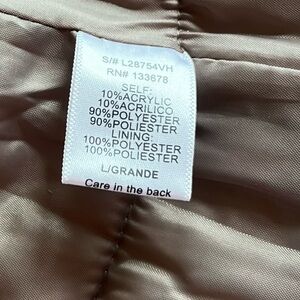 S/# L28754VH
RN# 133678
SELF:
10%ACRYLIC
10%ACRILICO
90%POLYESTER
90%POLIESTER
LINING:
100%POLYESTER
100%POLIESTER
L/GRANDE
Care in the back